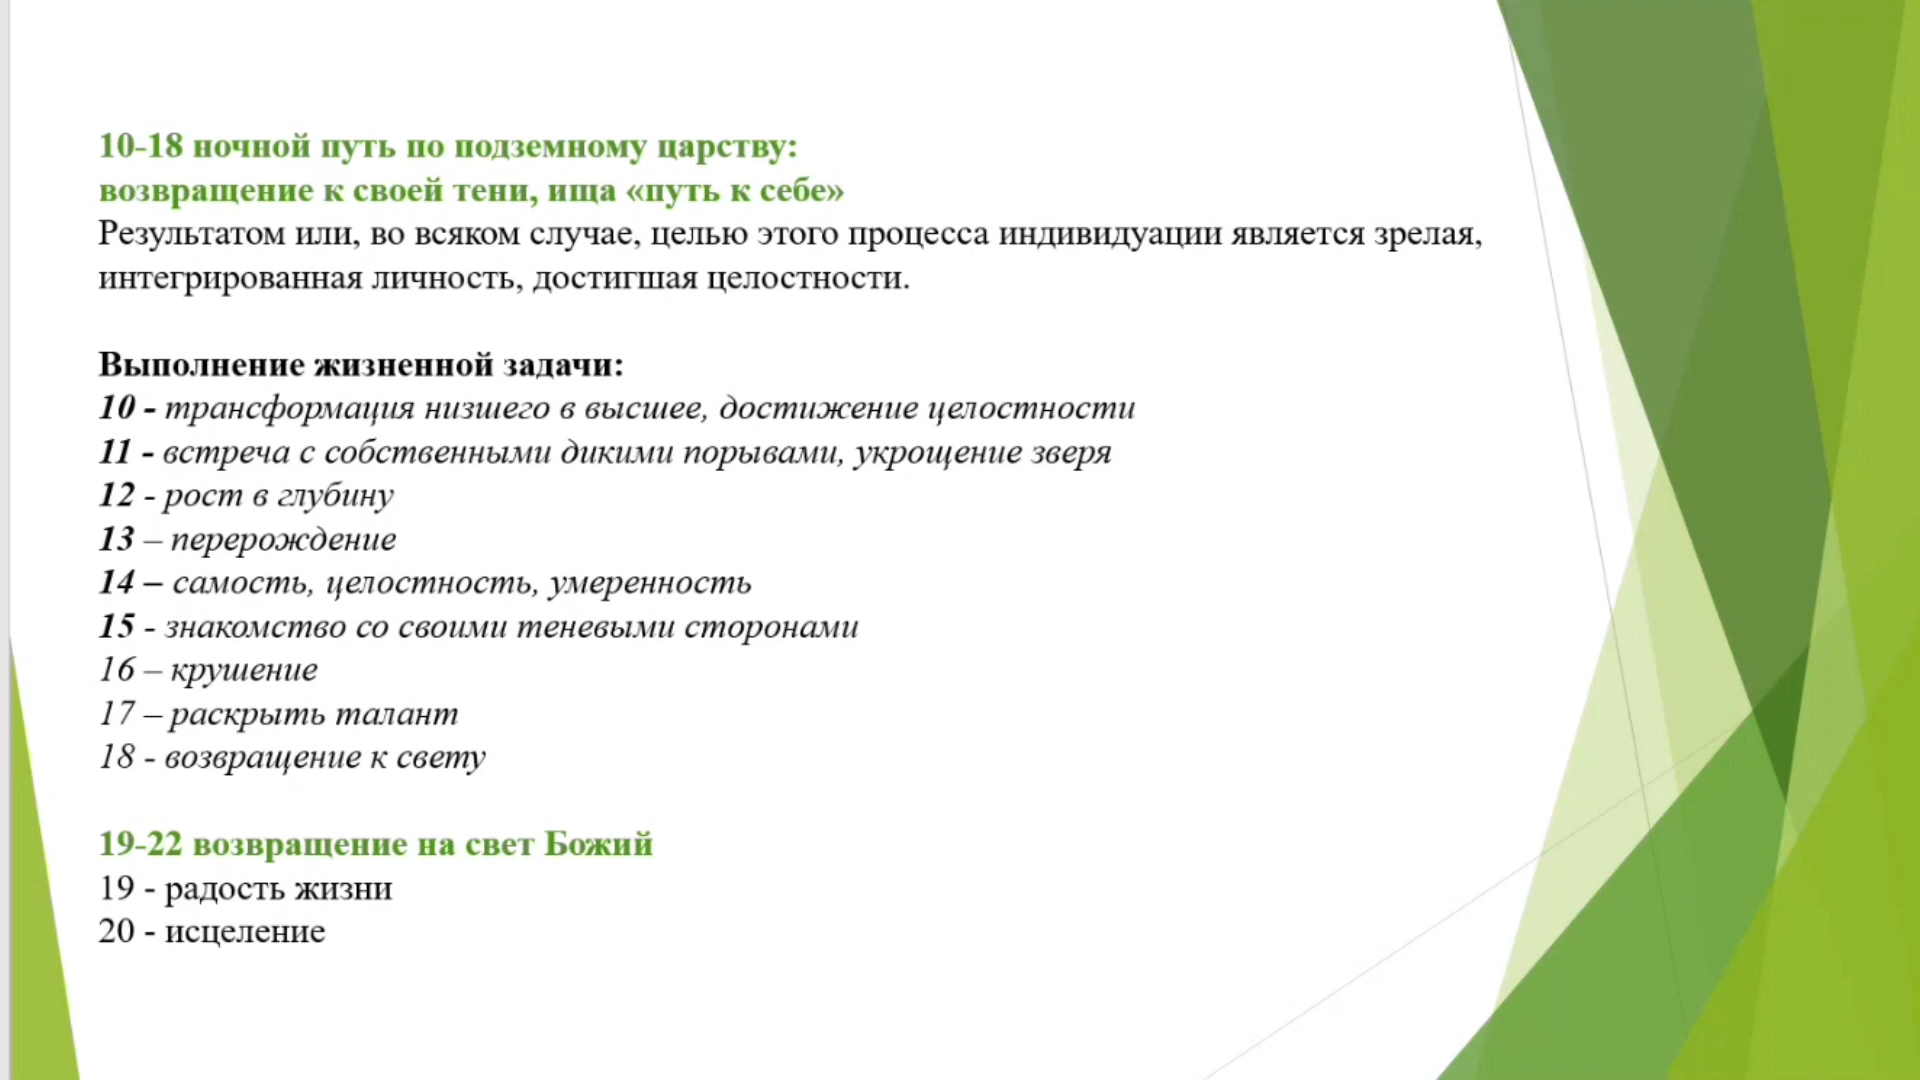 10-18 ночной путь по подземному царству:
возвращение к своей тени, ища «путь к себе»
Результатом или, во всяком случае, целью этого процесса индивидуации является зрелая,
интегрированная личность, достигшая целостности.
Выполнение жизненной задачи:
10 - трансформация низшего в высшее, достижение целостности
11 - встреча с собственными дикими порывами, укрощение зверя
12 - рост в глубину
13 – перерождение
14 – самость, целостность, умеренность
15 - знакомство со своими теневыми сторонами
16 – крушение
17 – раскрыть талант
18 - возвращение к свету
19-22 возвращение на свет Божий
19 - радость жизни
20 - исцеление